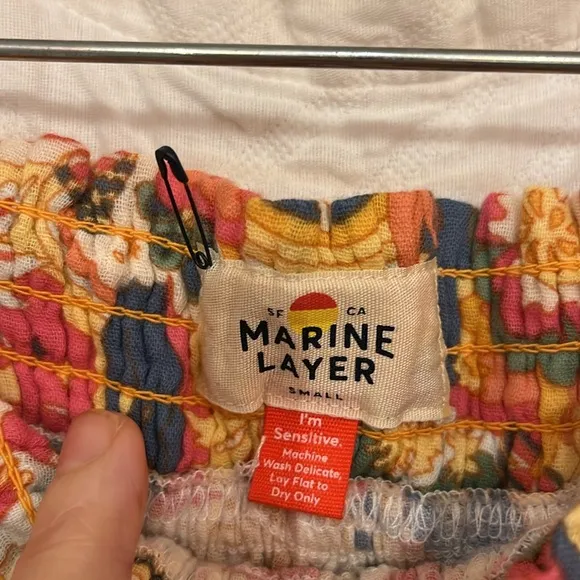 SF CA
MARINE
LAYER
SMALL
I'm
Sensitive.
Machine
Wash Delicate,
Lay Flat to
Dry Only